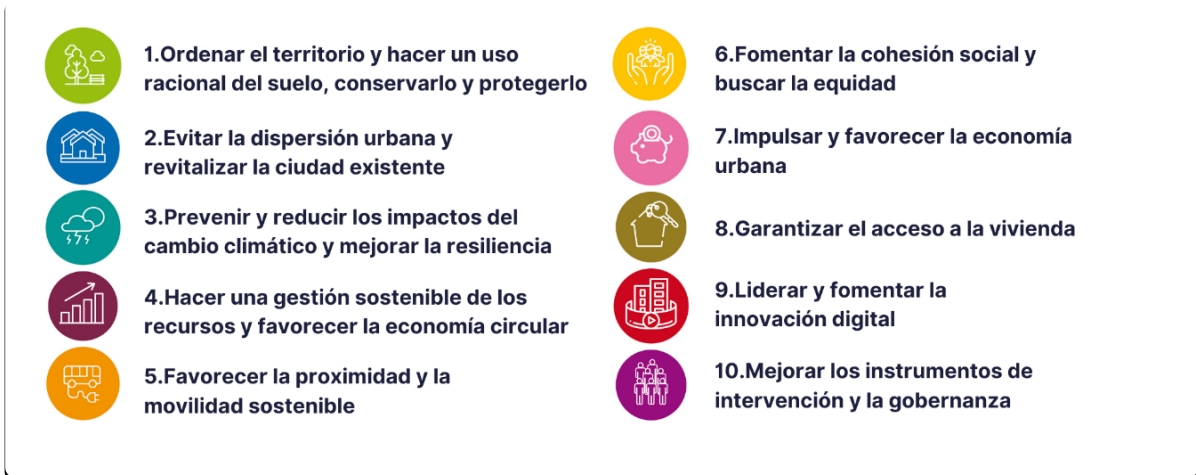 1.Ordenar el territorio y hacer un uso
racional del suelo, conservarlo y protegerlo
2.Evitar la dispersión urbana y
revitalizar la ciudad existente
3.Prevenir y reducir los impactos del
cambio climático y mejorar la resiliencia
4.Hacer una gestión sostenible de los
recursos y favorecer la economía circular
5.Favorecer la proximidad y la
movilidad sostenible
6.Fomentar la cohesión social y
buscar la equidad
7.Impulsar y favorecer la economía
urbana
8.Garantizar el acceso a la vivienda
9.Liderar y fomentar la
innovación digital
10.Mejorar los instrumentos de
intervención y la gobernanza